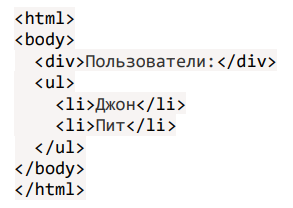 <html>
<body>
<div>Пользователи:</div>
<ul>
<li>Джон</li>
<li>Пит</li>
</ul>
</body>
</html>